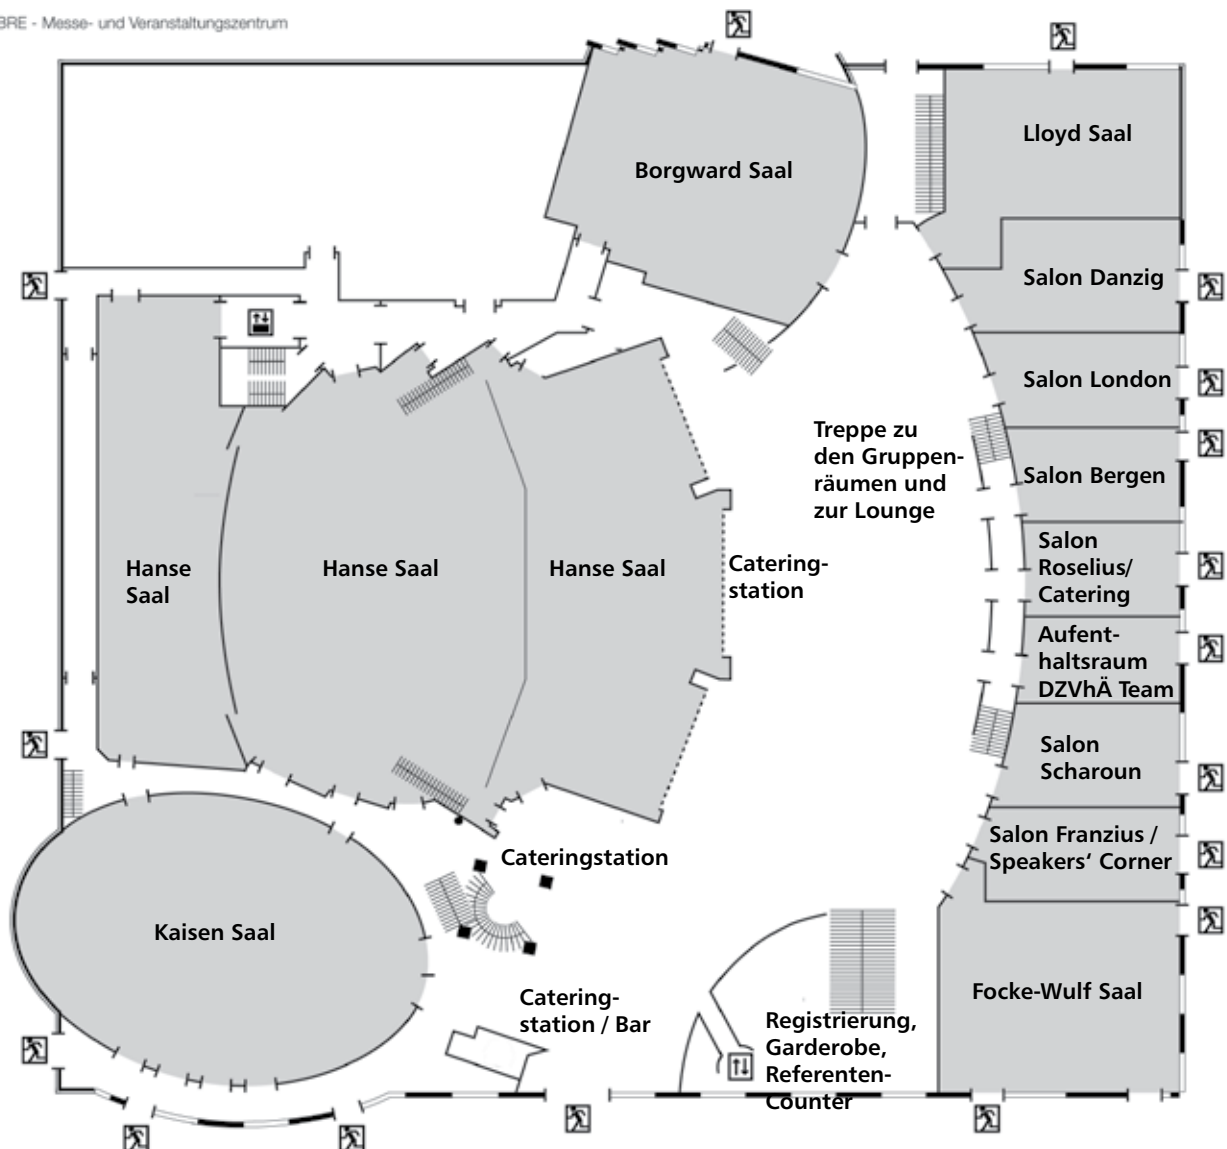 BRE - Messe- und Veranstaltungszentrum
Borgward Saal
Lloyd Saal
Salon Danzig
Salon London
Treppe zu
den Gruppen-
räumen und
zur Lounge
Salon Bergen
Hanse
Saal
Hanse Saal
Hanse Saal
Catering-
station
Salon
Roselius/
Catering
Aufent-
haltsraum
DZVhÄ Team
Salon
Scharoun
Salon Franzius /
Speakers‘ Corner
Cateringstation
Kaisen Saal
Catering-
station / Bar
Registrierung,
Garderobe,
Referenten-
Counter
Focke-Wulf Saal